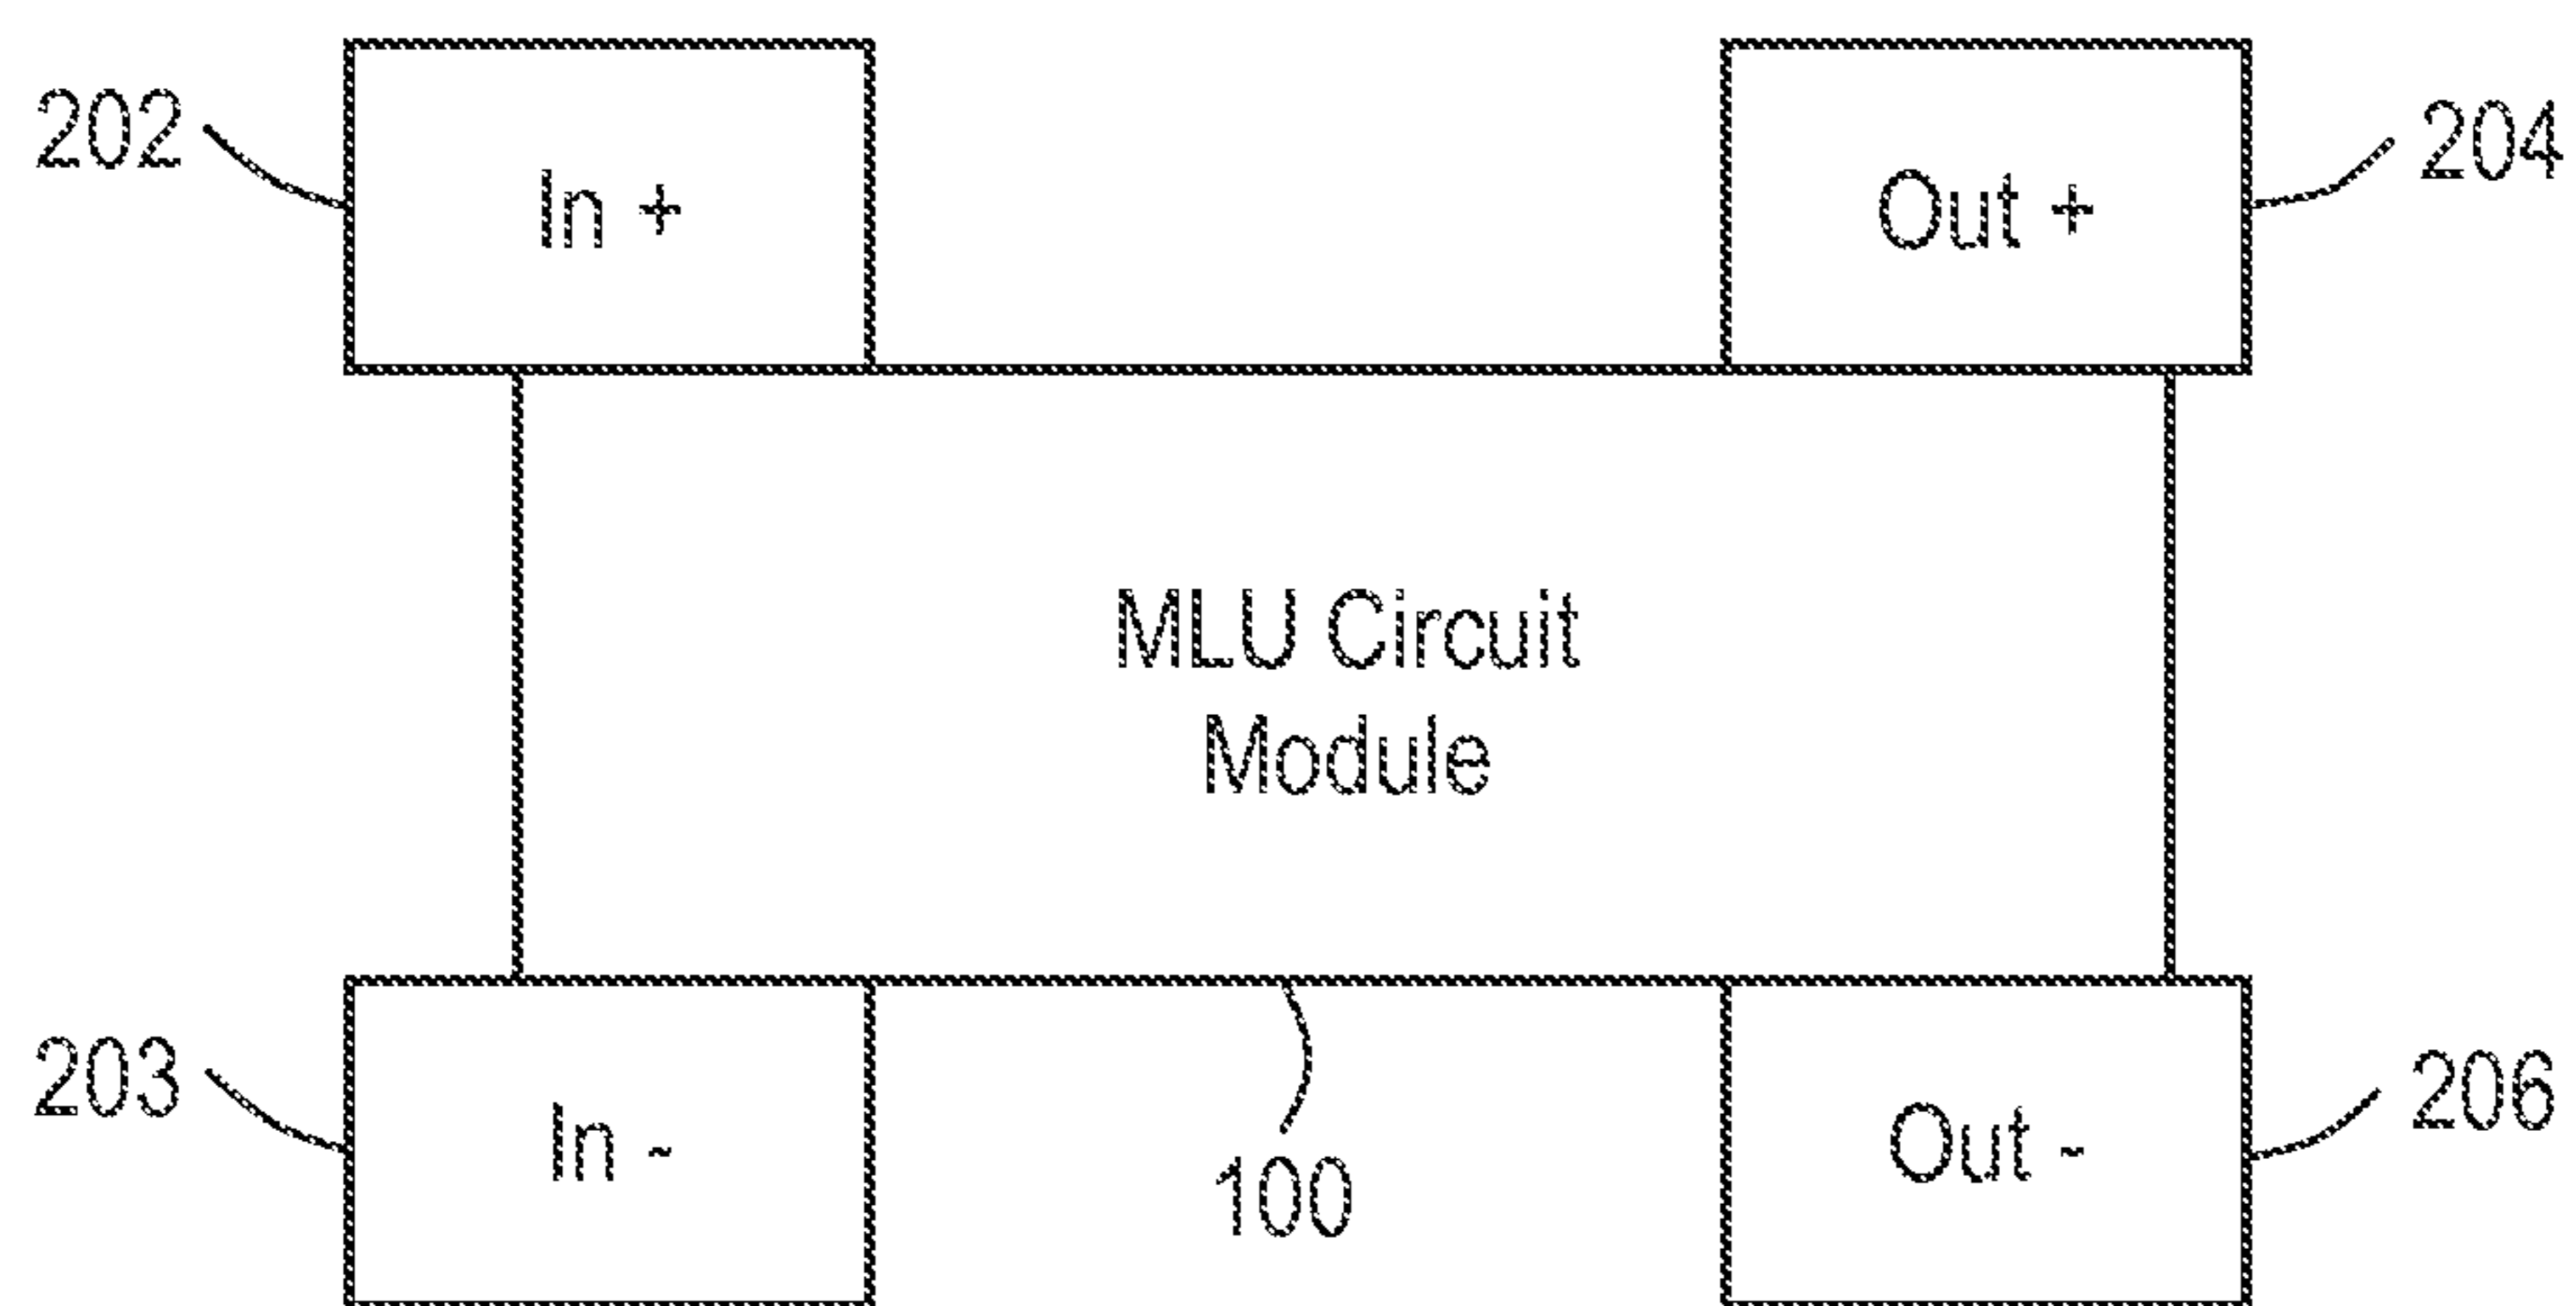 202
In +
Out +
204
MLU Circuit
Module
203
In -
100
Out -
206